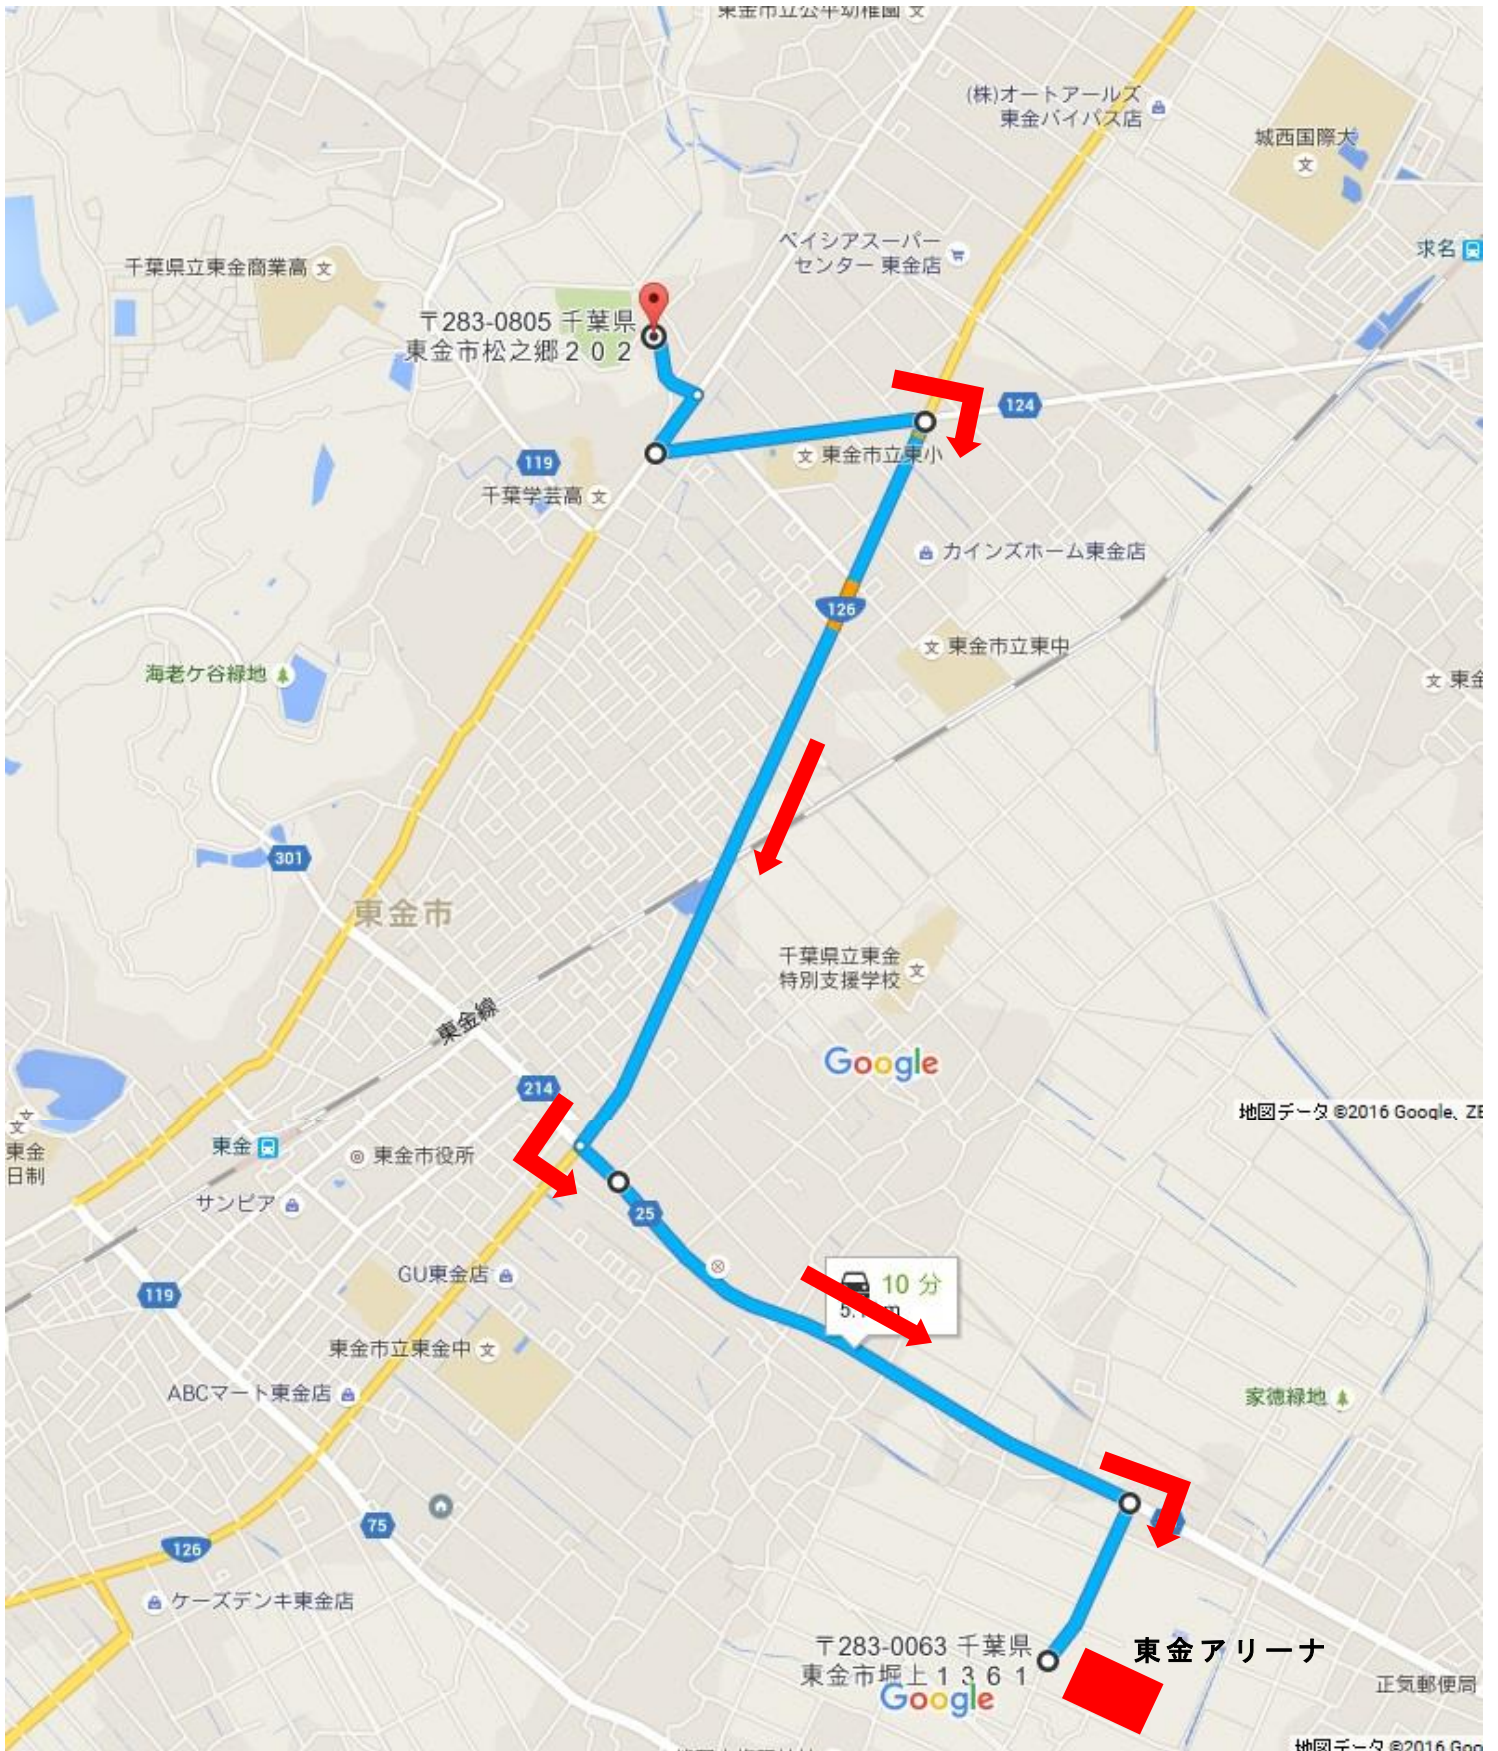 東金市立公平幼稚園
(株)オートアールズ
東金バイパス店
城西国際大
ベイシアスーパー
センター 東金店
求名
千葉県立東金商業高
〒283-0805 千葉県
東金市松之郷２０２
124
東金市立東小
119
千葉学芸高
カインズホーム東金店
126
東金市立東中
海老ケ谷緑地
東金
301
東金市
千葉県立東金
特別支援学校
東金線
Google
214
地図データ ©2016 Google、ZE
東金
日制
東金
東金市役所
サンピア
25
GU東金店
10 分
119
東金市立東金中
ABCマート東金店
家徳緑地
75
126
ケーズデンキ東金店
〒283-0063 千葉県
東金市堀上１３６１
東金アリーナ
Google
正気郵便局
地図データ ©2016 Goo